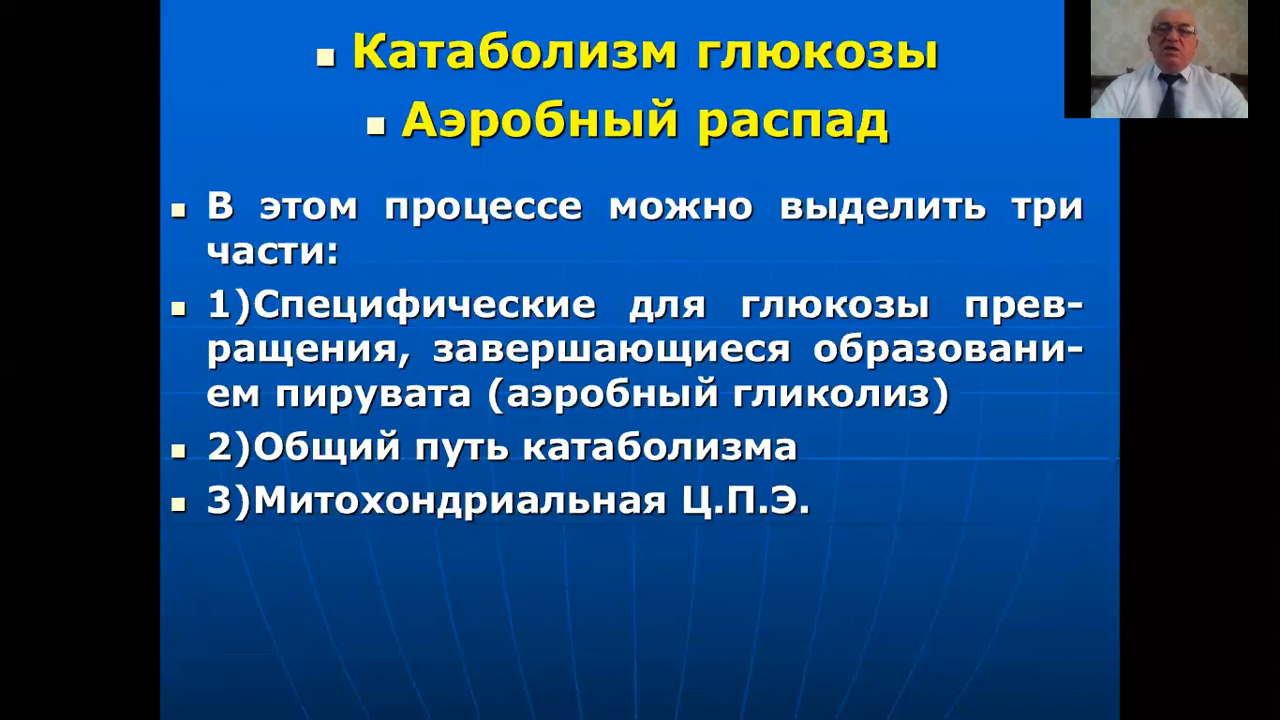 Катаболизм глюкозы
Аэробный распад
В этом процессе можно выделить три
части:
1)Специфические для глюкозы прев-
ращения, завершающиеся образовани-
ем пирувата (аэробный гликолиз)
2)Общий путь катаболизма
3)Митохондриальная Ц.П.Э.